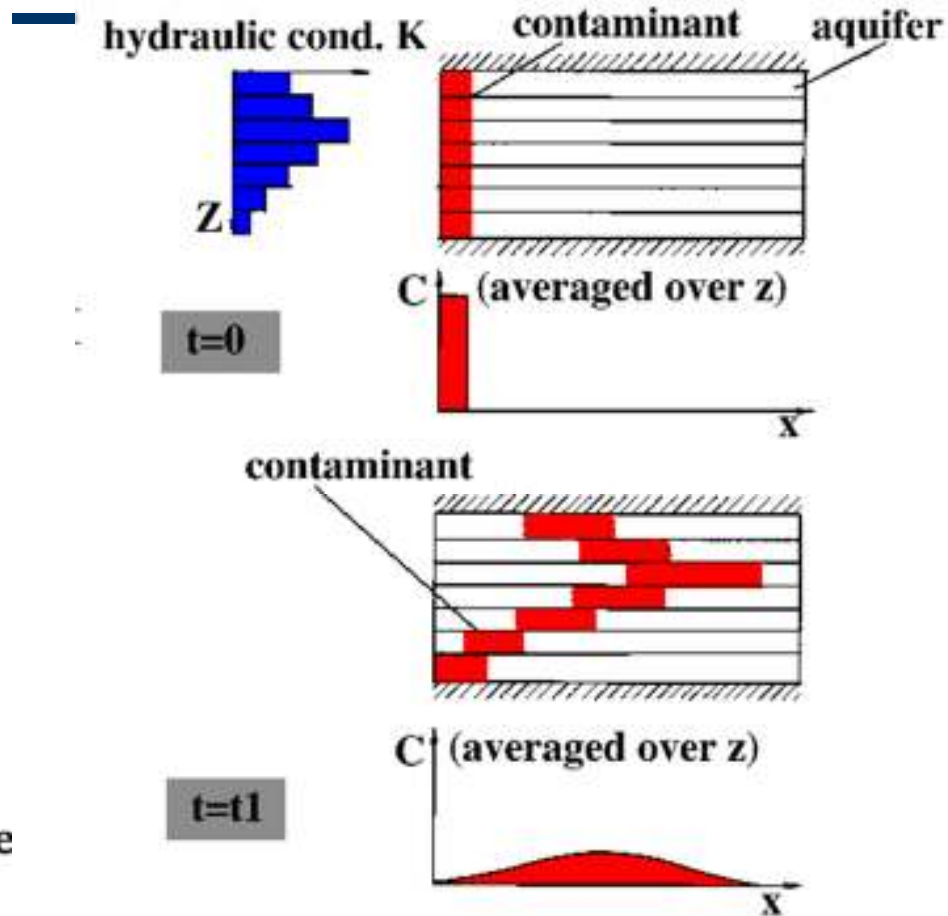 hydraulic cond. K
contaminant
aquifer
Z
C (averaged over z)
t=0
x
contaminant
C (averaged over z)
t=t1
e
x